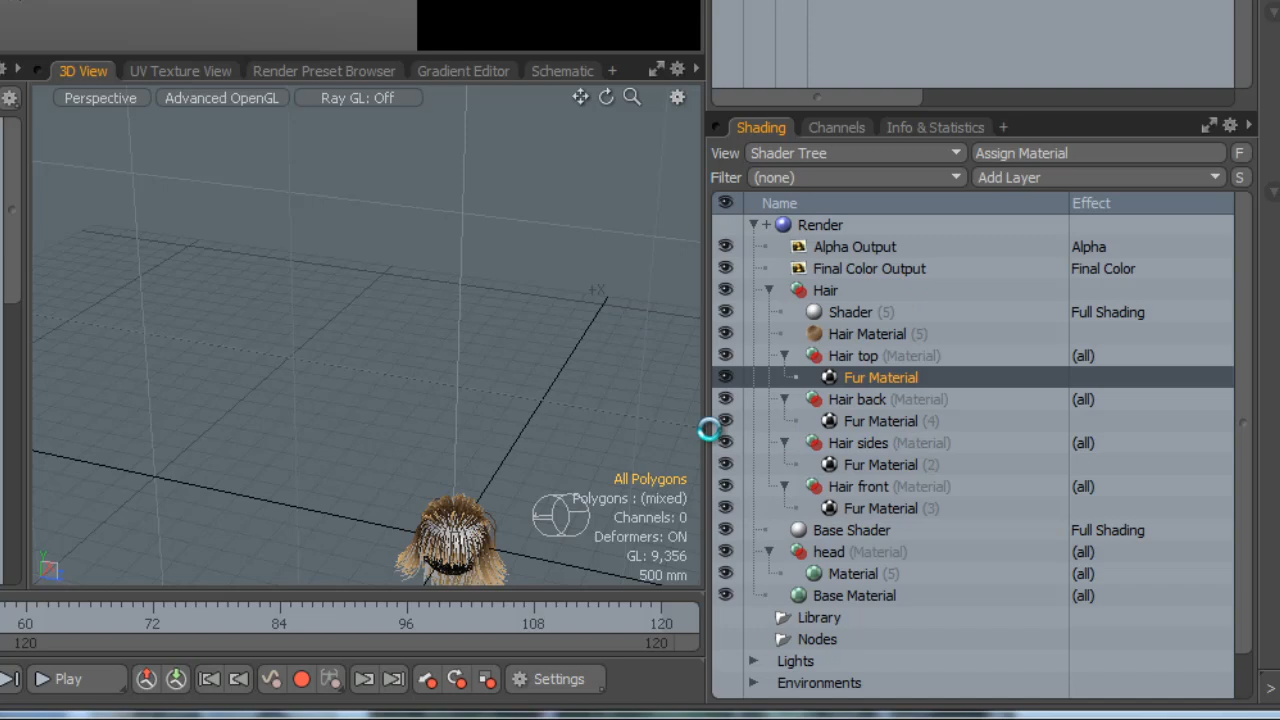 3D View UV Texture View Render Preset Browser Gradient Editor Schematic +
Perspective Advanced OpenGL Ray GL: Off
+X
All Polygons
Polygons : (mixed)
Channels: 0
Deformers: ON
GL: 9,356
500 mm
Y
60 72 84 96 108 120
120 120
Play
Settings
Shading Channels Info & Statistics +
View Shader Tree Assign Material F
Filter (none) Add Layer S
Name Effect
+ Render
Alpha Output Alpha
Final Color Output Final Color
Hair
Shader (5) Full Shading
Hair Material (5)
Hair top (Material) (all)
Fur Material
Hair back (Material) (all)
Fur Material (4)
Hair sides (Material) (all)
Fur Material (2)
Hair front (Material) (all)
Fur Material (3)
Base Shader Full Shading
head (Material) (all)
Material (5) (all)
Base Material (all)
Library
Nodes
Lights
Environments
>